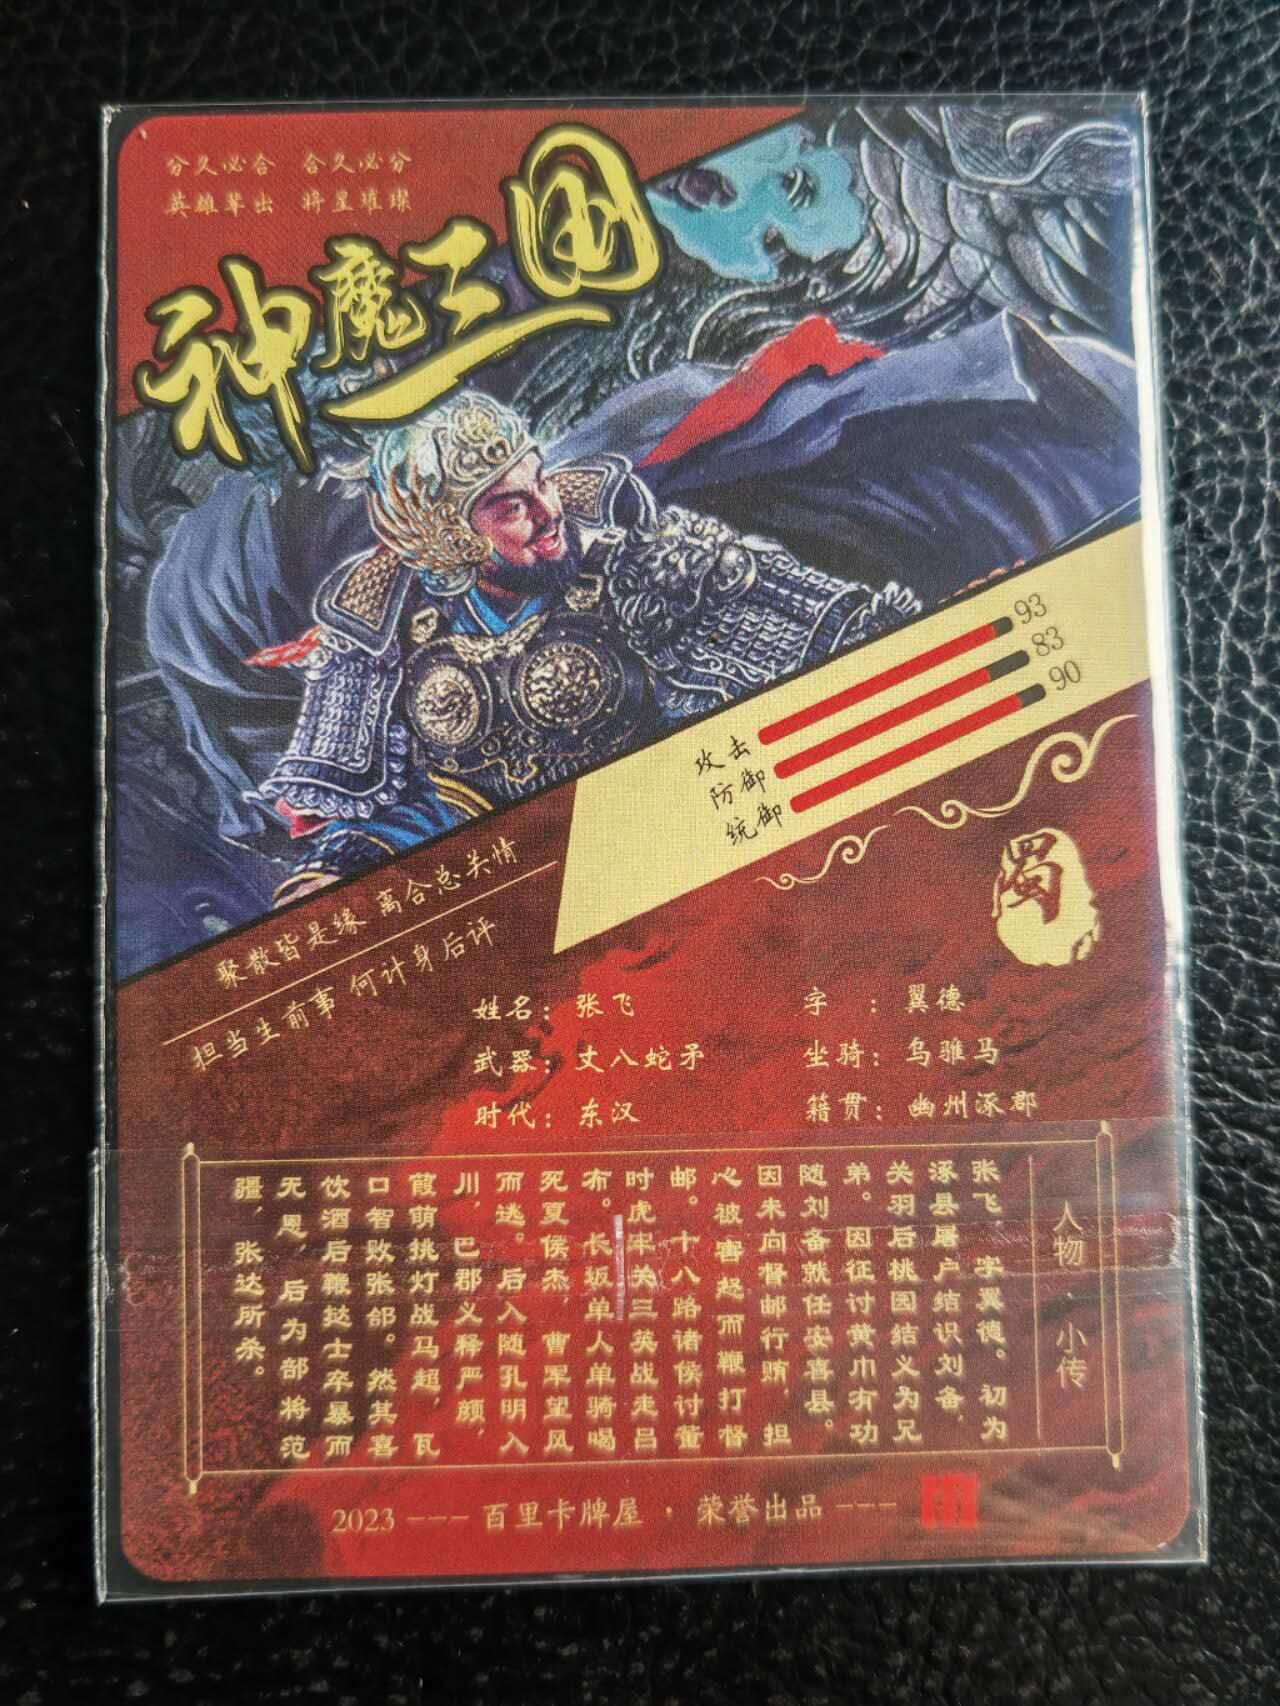 分久必合　合久必分
英雄辈出　将星璀璨
神魔三国
攻击 93
防御 83
统御 90
蜀
聚散皆是缘 离合总关情
担当生前事 何计身后评
姓名：张飞　字　：翼德
武器：丈八蛇矛　坐骑：乌骓马
时代：东汉　籍贯：幽州涿郡
人物·小传
张飞，字翼德。初为
涿县屠户结识刘备、
关羽后桃园结义为兄
弟。因征讨黄巾有功
随刘备就任安喜县。
因来向督邮行贿，担
心被害起而鞭打督
邮。十八路诸侯讨董
时虎牢关三英战走吕
布。长坂单人单骑喝
死夏侯杰，曹军望风
而逃。后入随孔明入
川，巴郡义释严颜，
葭萌挑灯战马超，瓦
口智败张郃。然其喜
饮酒后鞭挞士卒暴而
无恩，后为部将范
疆，张达所杀。
2023 --- 百里卡牌屋 · 荣誉出品 ---